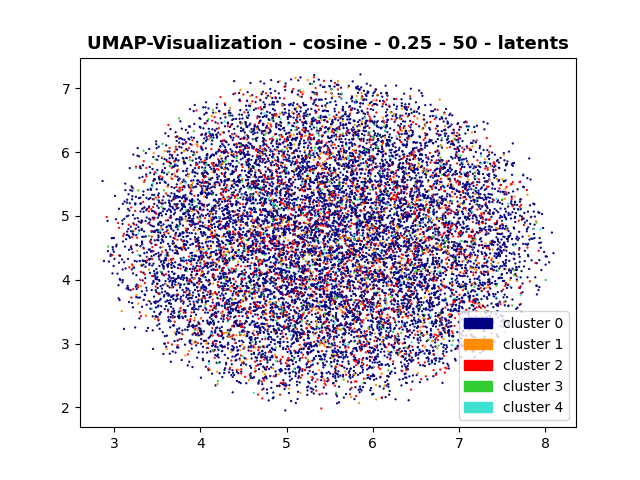 UMAP-Visualization - cosine - 0.25 - 50 - latents
7
6
5
4
3
2
3 4 5 6 7 8
cluster 0
cluster 1
cluster 2
cluster 3
cluster 4